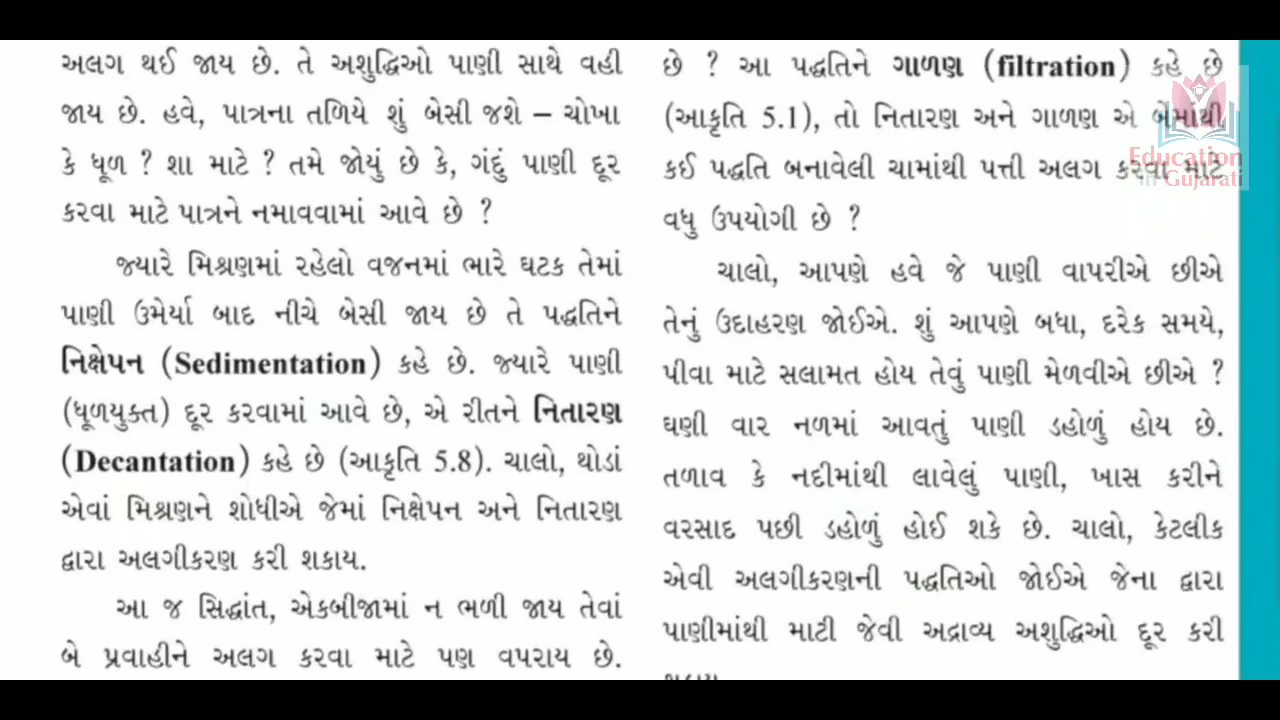 અલગ થઈ જાય છે. તે અશુદ્ધિઓ પાણી સાથે વહી
જાય છે. હવે, પાત્રના તળિયે શું બેસી જશે – ચોખા
કે ધૂળ ? શા માટે ? તમે જોયું છે કે, ગંદું પાણી દૂર
કરવા માટે પાત્રને નમાવવામાં આવે છે ?
જ્યારે મિશ્રણમાં રહેલો વજનમાં ભારે ઘટક તેમાં
પાણી ઉમેર્યા બાદ નીચે બેસી જાય છે તે પદ્ધતિને
નિક્ષેપન (Sedimentation) કહે છે. જ્યારે પાણી
(ધૂળયુક્ત) દૂર કરવામાં આવે છે, એ રીતને નિતારણ
(Decantation) કહે છે (આકૃતિ 5.8). ચાલો, થોડાં
એવાં મિશ્રણને શોધીએ જેમાં નિક્ષેપન અને નિતારણ
દ્વારા અલગીકરણ કરી શકાય.
આ જ સિદ્ધાંત, એકબીજામાં ન ભળી જાય તેવાં
બે પ્રવાહીને અલગ કરવા માટે પણ વપરાય છે.
છે ? આ પદ્ધતિને ગાળણ (filtration) કહે છે
(આકૃતિ 5.1), તો નિતારણ અને ગાળણ એ બેમાંથી
કઈ પદ્ધતિ બનાવેલી ચામાંથી પત્તી અલગ કરવા માટે
વધુ ઉપયોગી છે ?
ચાલો, આપણે હવે જે પાણી વાપરીએ છીએ
તેનું ઉદાહરણ જોઈએ. શું આપણે બધા, દરેક સમયે,
પીવા માટે સલામત હોય તેવું પાણી મેળવીએ છીએ ?
ઘણી વાર નળમાં આવતું પાણી ડહોળું હોય છે.
તળાવ કે નદીમાંથી લાવેલું પાણી, ખાસ કરીને
વરસાદ પછી ડહોળું હોઈ શકે છે. ચાલો, કેટલીક
એવી અલગીકરણની પદ્ધતિઓ જોઈએ જેના દ્વારા
પાણીમાંથી માટી જેવી અદ્રાવ્ય અશુદ્ધિઓ દૂર કરી
Education
in Gujarati